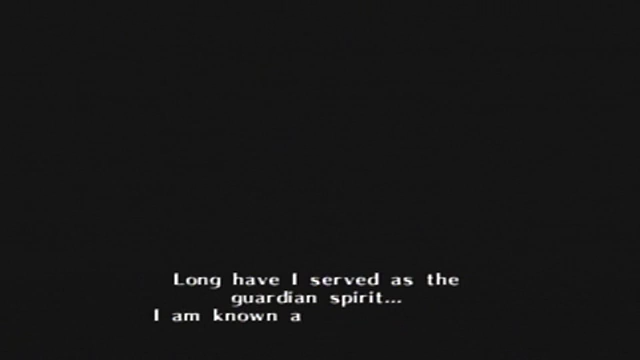 Long have I served as the
guardian spirit...
I am known a